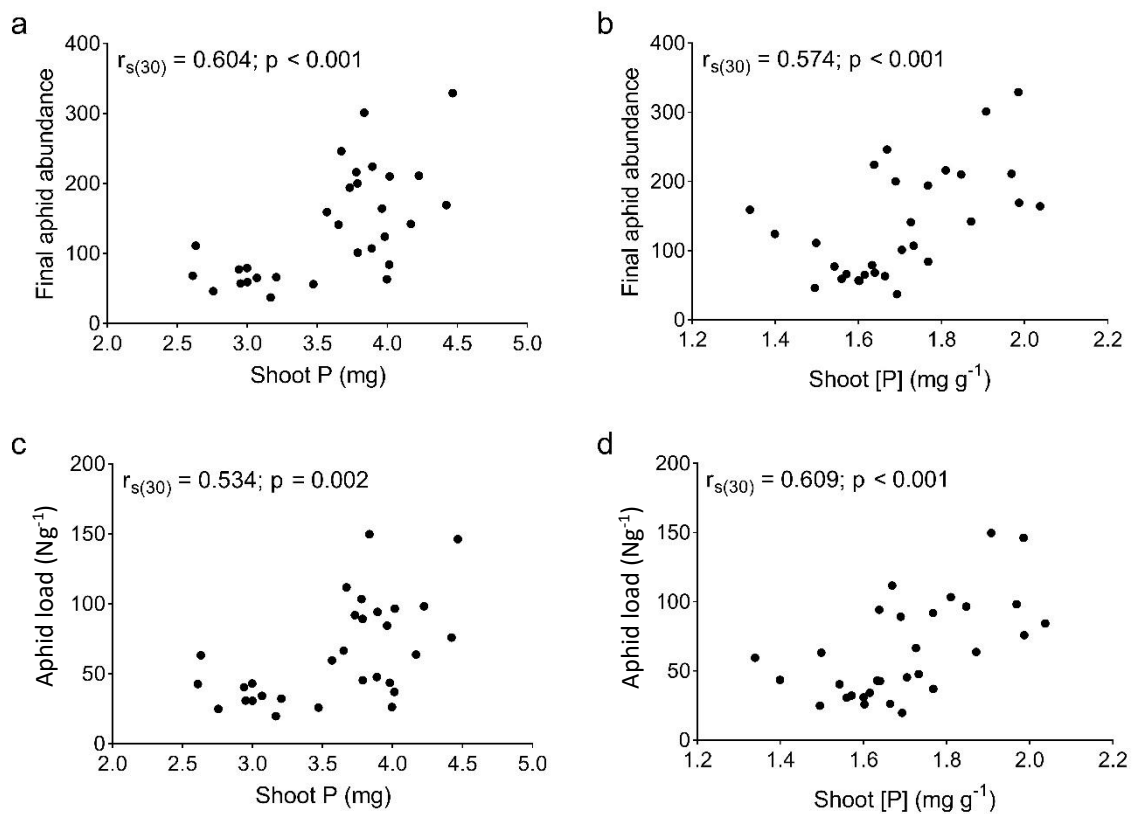 a
r_s(30) = 0.604; p < 0.001
Final aphid abundance
400
300
200
100
0
2.0 2.5 3.0 3.5 4.0 4.5 5.0
Shoot P (mg)
b
r_s(30) = 0.574; p < 0.001
Final aphid abundance
400
300
200
100
0
1.2 1.4 1.6 1.8 2.0 2.2
Shoot [P] (mg g⁻¹)
c
r_s(30) = 0.534; p = 0.002
Aphid load (Ng⁻¹)
200
150
100
50
0
2.0 2.5 3.0 3.5 4.0 4.5 5.0
Shoot P (mg)
d
r_s(30) = 0.609; p < 0.001
Aphid load (Ng⁻¹)
200
150
100
50
0
1.2 1.4 1.6 1.8 2.0 2.2
Shoot [P] (mg g⁻¹)